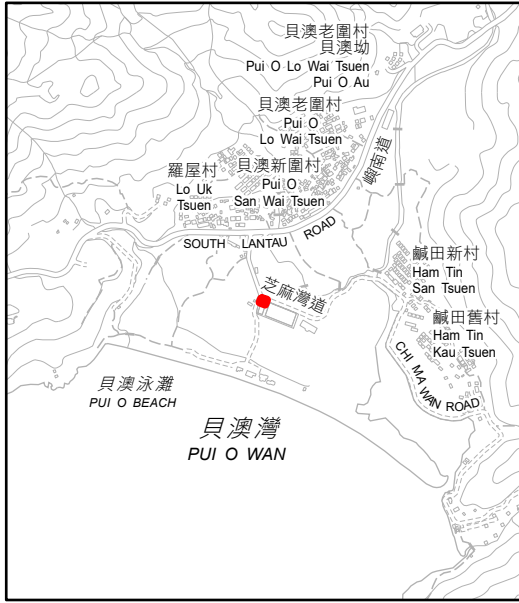 貝澳老圍村
貝澳坳
Pui O Lo Wai Tsuen
Pui O Au
貝澳老圍村
Pui O
Lo Wai Tsuen
嶼南道
羅屋村
Lo Uk
Tsuen
貝澳新圍村
Pui O
San Wai Tsuen
SOUTH LANTAU ROAD
鹹田新村
Ham Tin
San Tsuen
芝麻灣道
鹹田舊村
Ham Tin
Kau Tsuen
CHI MA WAN ROAD
貝澳泳灘
PUI O BEACH
貝澳灣
PUI O WAN